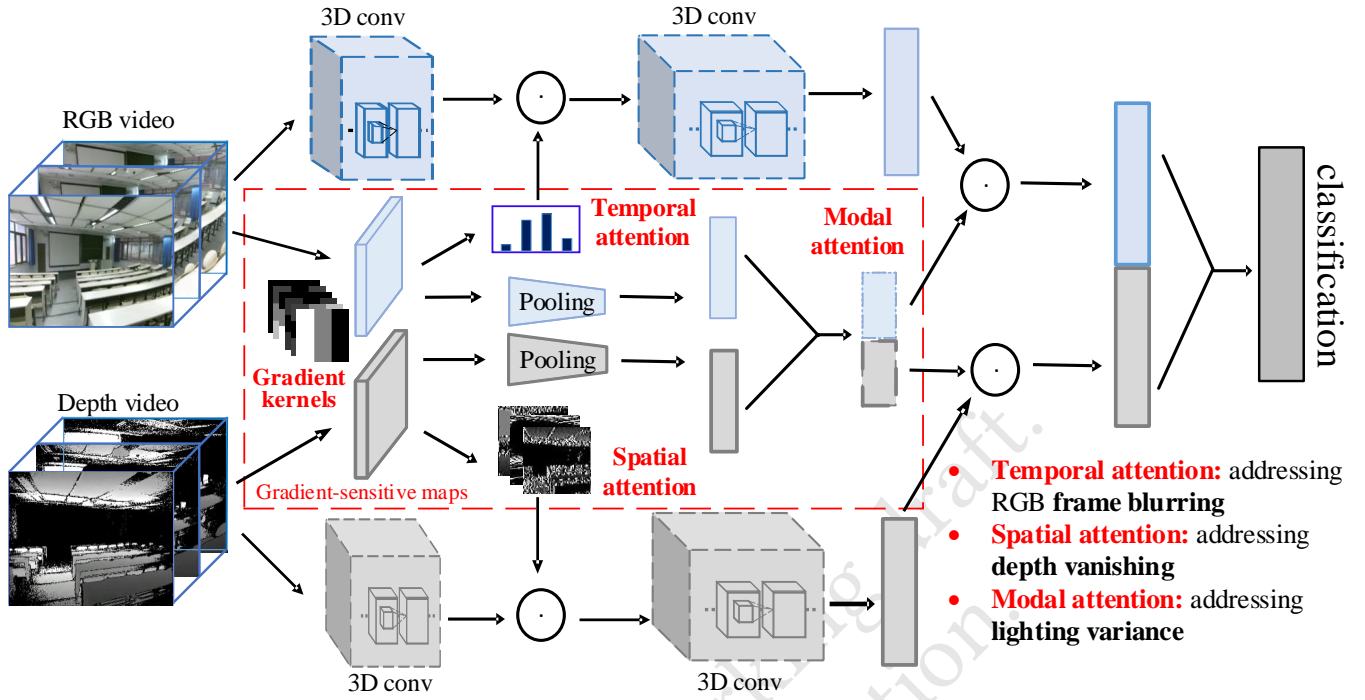 3D conv
3D conv
RGB video
Temporal
attention
Modal
attention
Pooling
Pooling
Gradient
kernels
Depth video
Spatial
attention
Gradient-sensitive maps
classification
• Temporal attention: addressing
RGB frame blurring
• Spatial attention: addressing
depth vanishing
• Modal attention: addressing
lighting variance
3D conv
3D conv
draft.